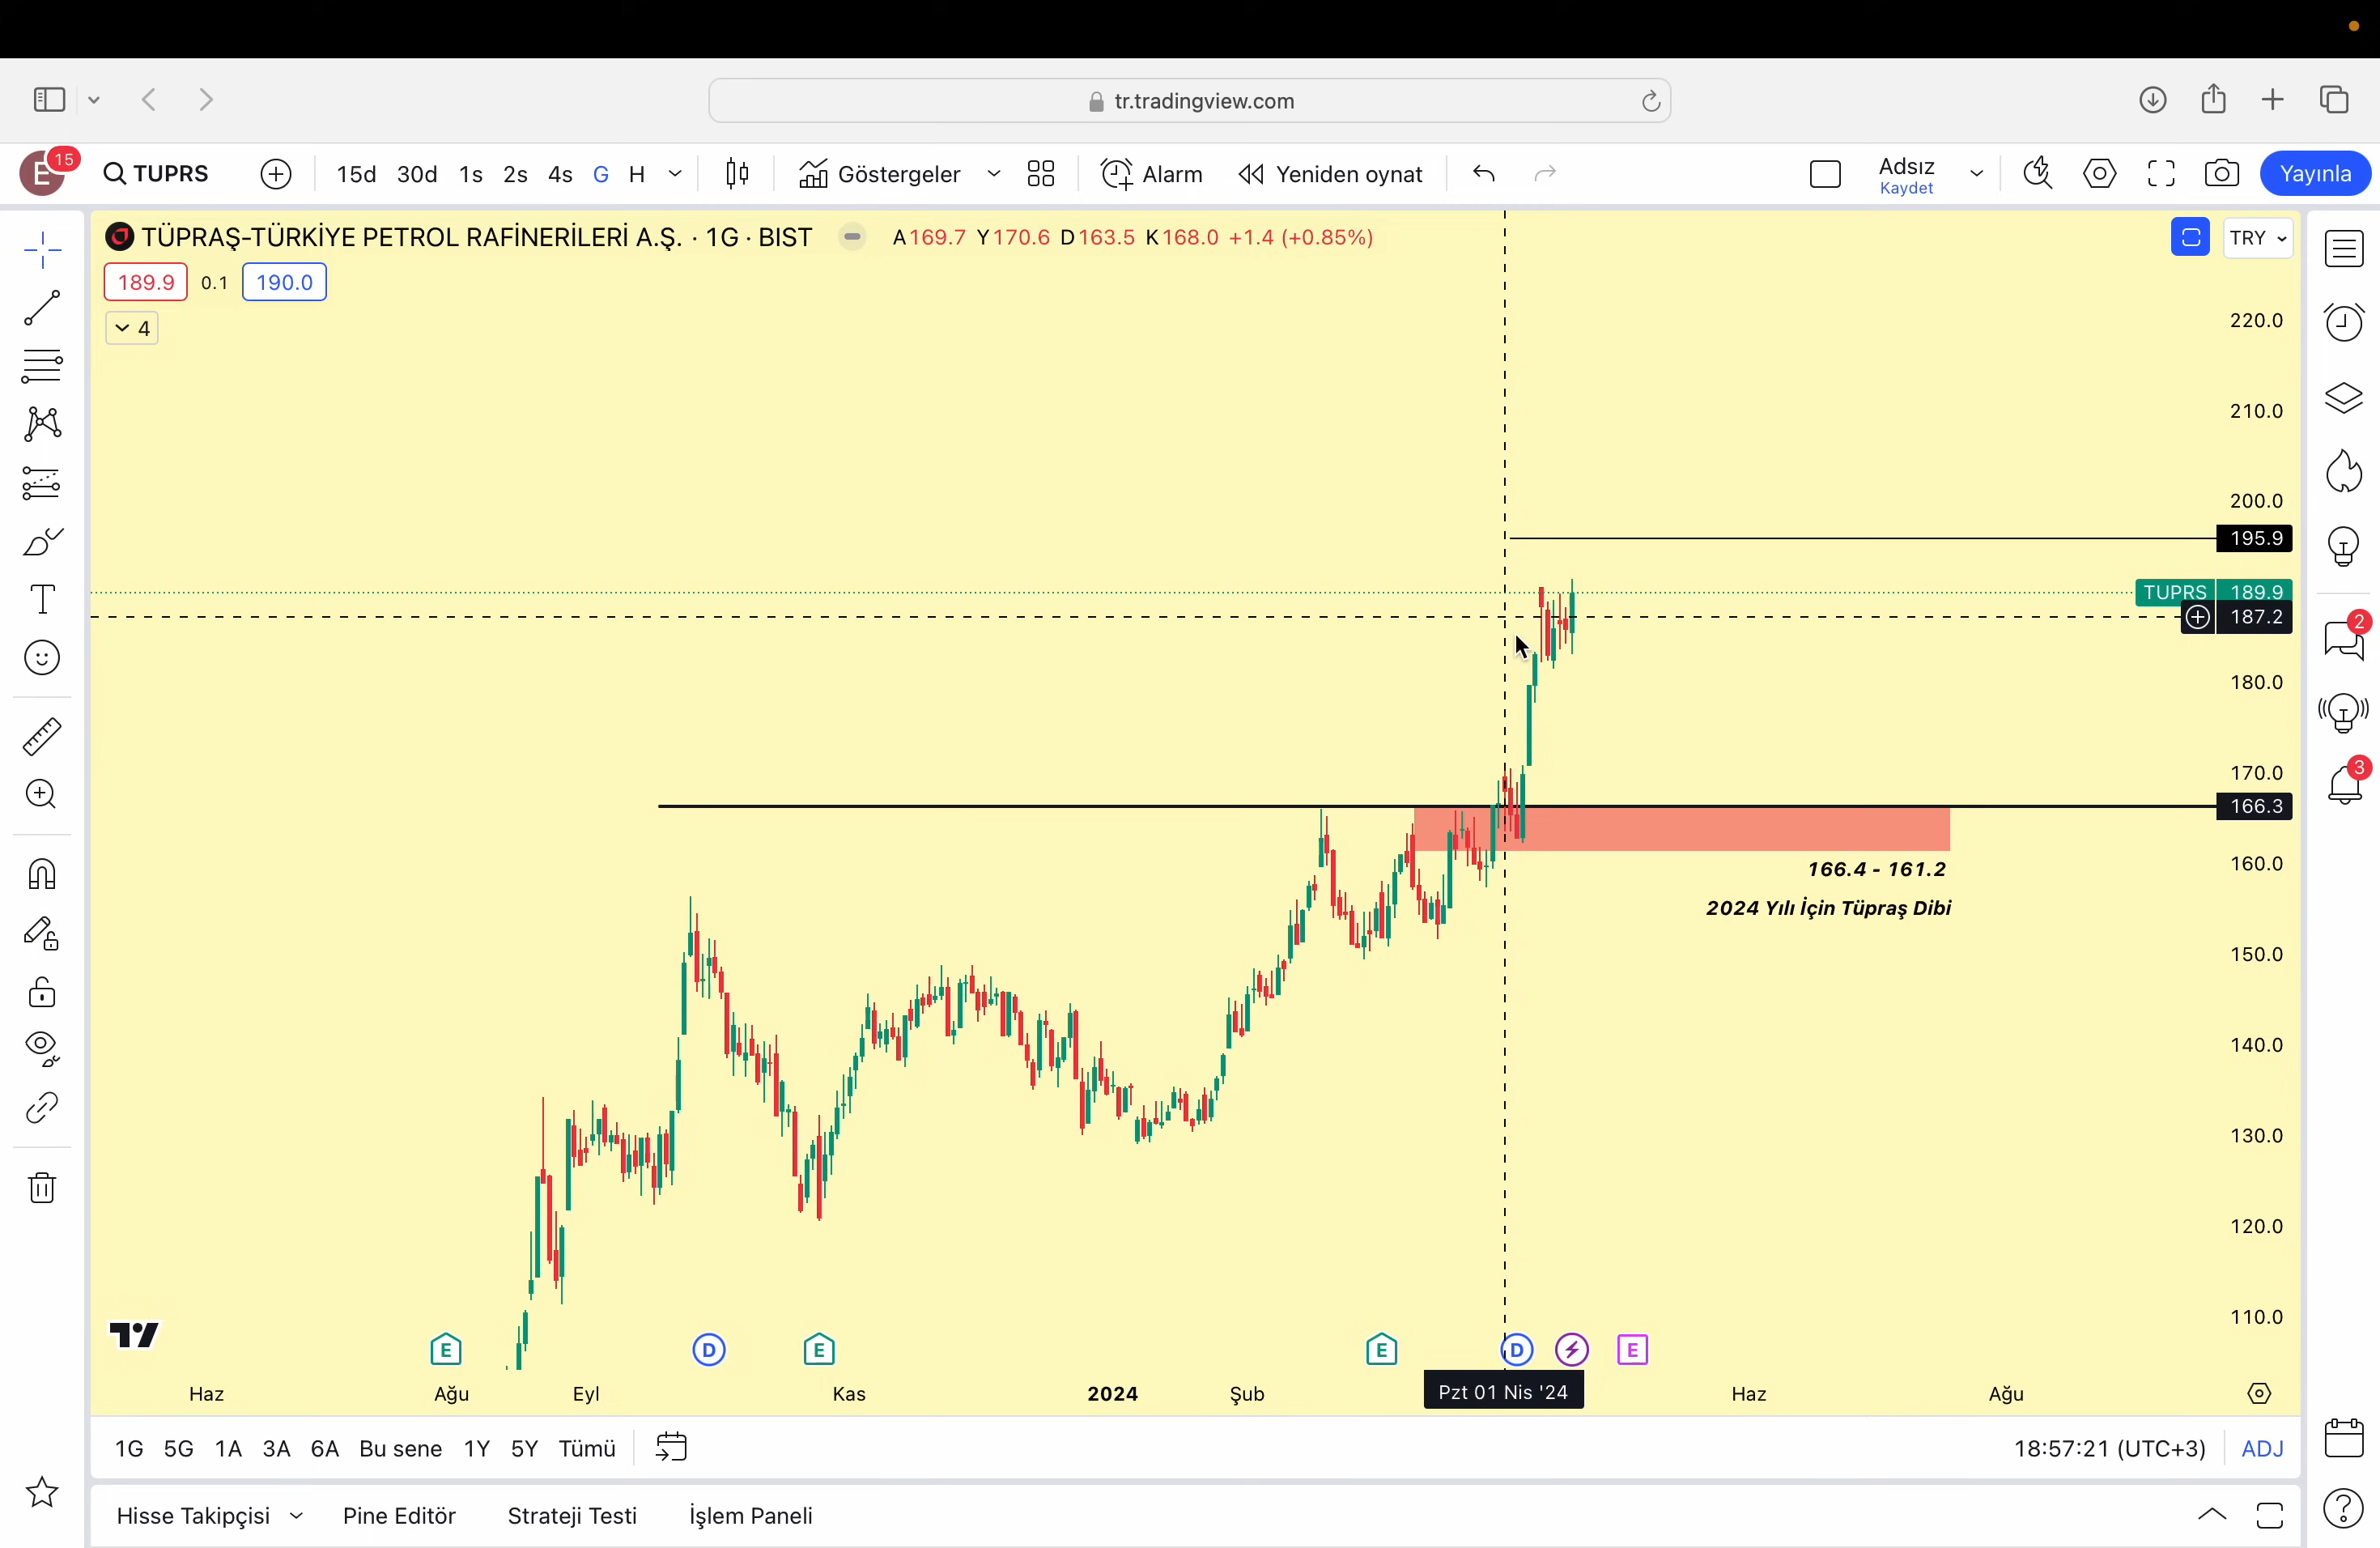 tr.tradingview.com
E 15 TUPRS 15d 30d 1s 2s 4s G H Göstergeler Alarm Yeniden oynat Adsız Yayınla
Kaydet
TÜPRAŞ-TÜRKİYE PETROL RAFİNERİLERİ A.Ş. · 1G · BIST A169.7 Y170.6 D163.5 K168.0 +1.4 (+0.85%) TRY
189.9 0.1 190.0
4
220.0
210.0
200.0
195.9
TUPRS 189.9
187.2
2
180.0
170.0
3
166.3
160.0
166.4 - 161.2
2024 Yılı İçin Tüpraş Dibi
150.0
140.0
130.0
120.0
110.0
E D E E D E
Haz Ağu Eyl Kas 2024 Şub Pzt 01 Nis '24 Haz Ağu
1G 5G 1A 3A 6A Bu sene 1Y 5Y Tümü 18:57:21 (UTC+3) ADJ
Hisse Takipçisi Pine Editör Strateji Testi İşlem Paneli